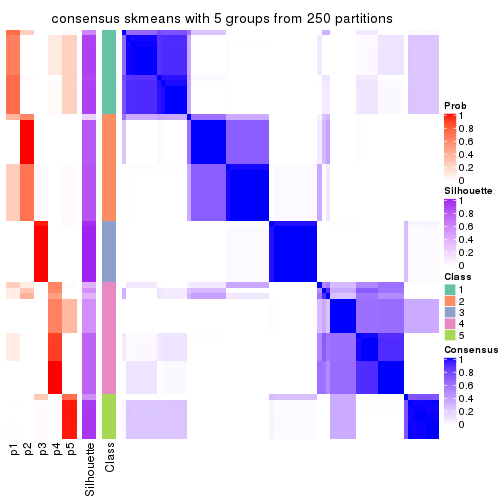 consensus skmeans with 5 groups from 250 partitions
Prob
1
0.8
0.6
0.4
0.2
0
Silhouette
1
0.8
0.6
0.4
0.2
0
Class
1
2
3
4
5
Consensus
1
0.8
0.6
0.4
0.2
0
p1
p2
p3
p4
p5
Silhouette
Class